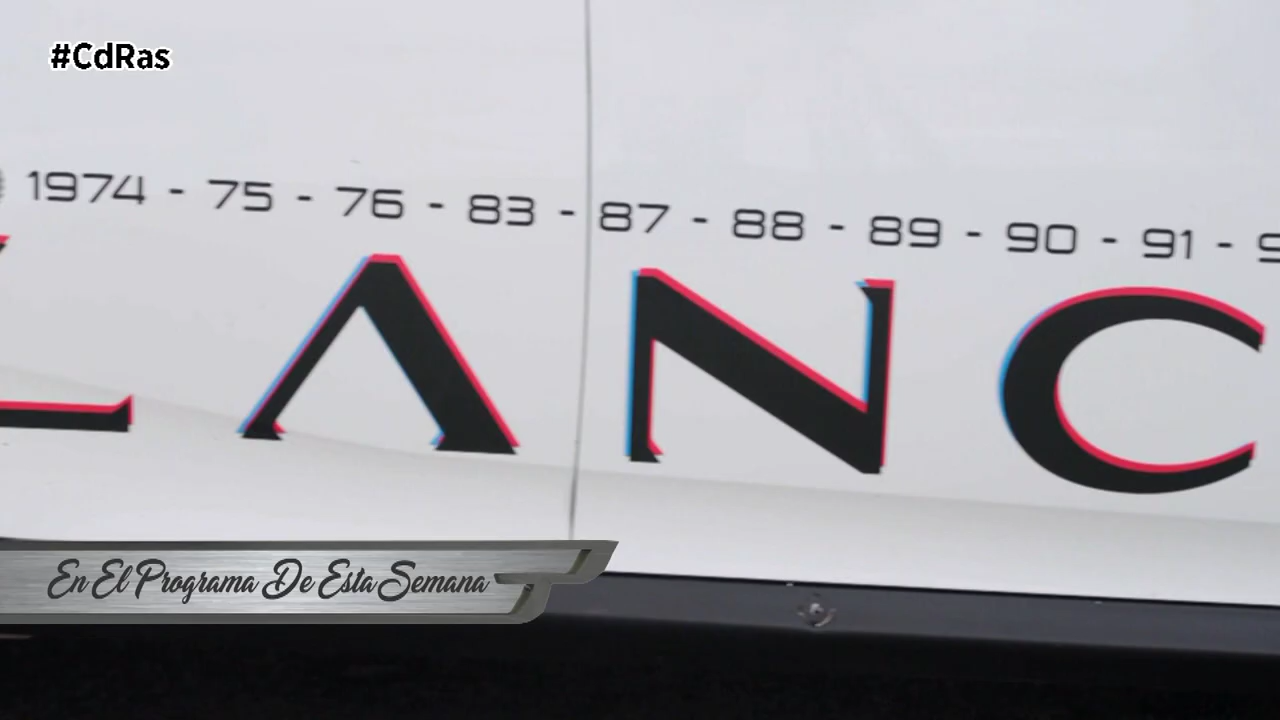 #CdRas
1974 - 75 - 76 - 83 - 87 - 88 - 89 - 90 - 91 -
LANC
En El Programa De Esta Semana